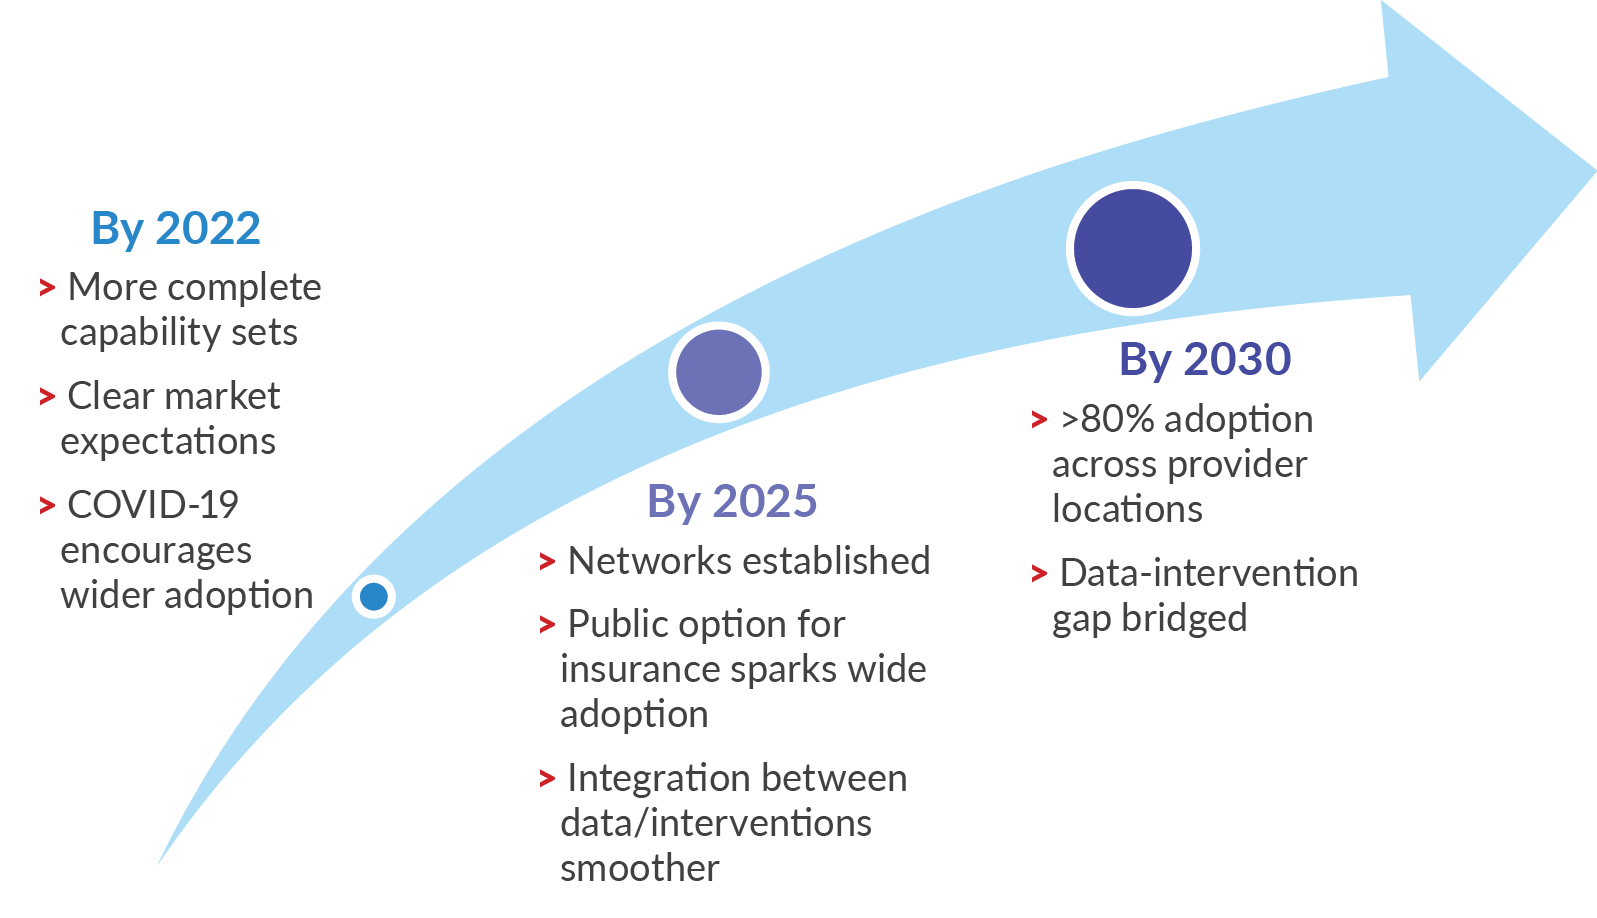 By 2022
> More complete
capability sets
> Clear market
expectations
> COVID-19
encourages
wider adoption
By 2025
> Networks established
> Public option for
insurance sparks wide
adoption
> Integration between
data/interventions
smoother
By 2030
> >80% adoption
across provider
locations
> Data-intervention
gap bridged